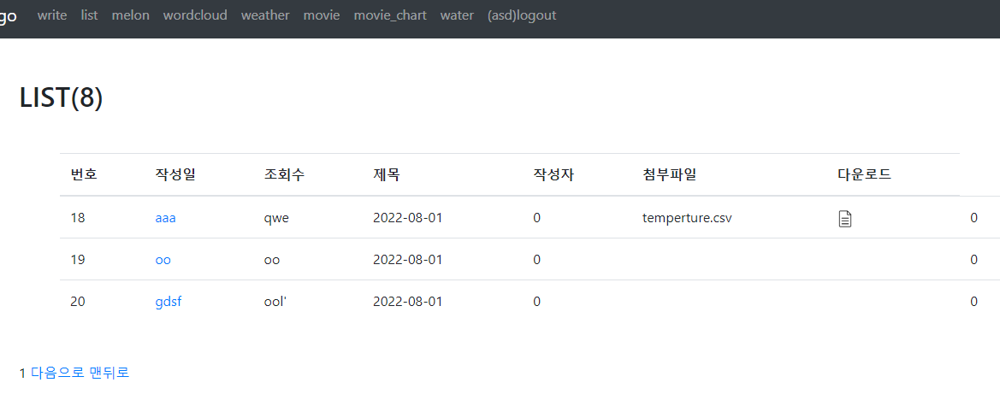 go write list melon wordcloud weather movie movie_chart water (asd)logout
LIST(8)
번호 작성일 조회수 제목 작성자 첨부파일 다운로드
18 aaa qwe 2022-08-01 0 temperture.csv 0
19 oo oo 2022-08-01 0 0
20 gdsf ool' 2022-08-01 0 0
1 다음으로 맨뒤로